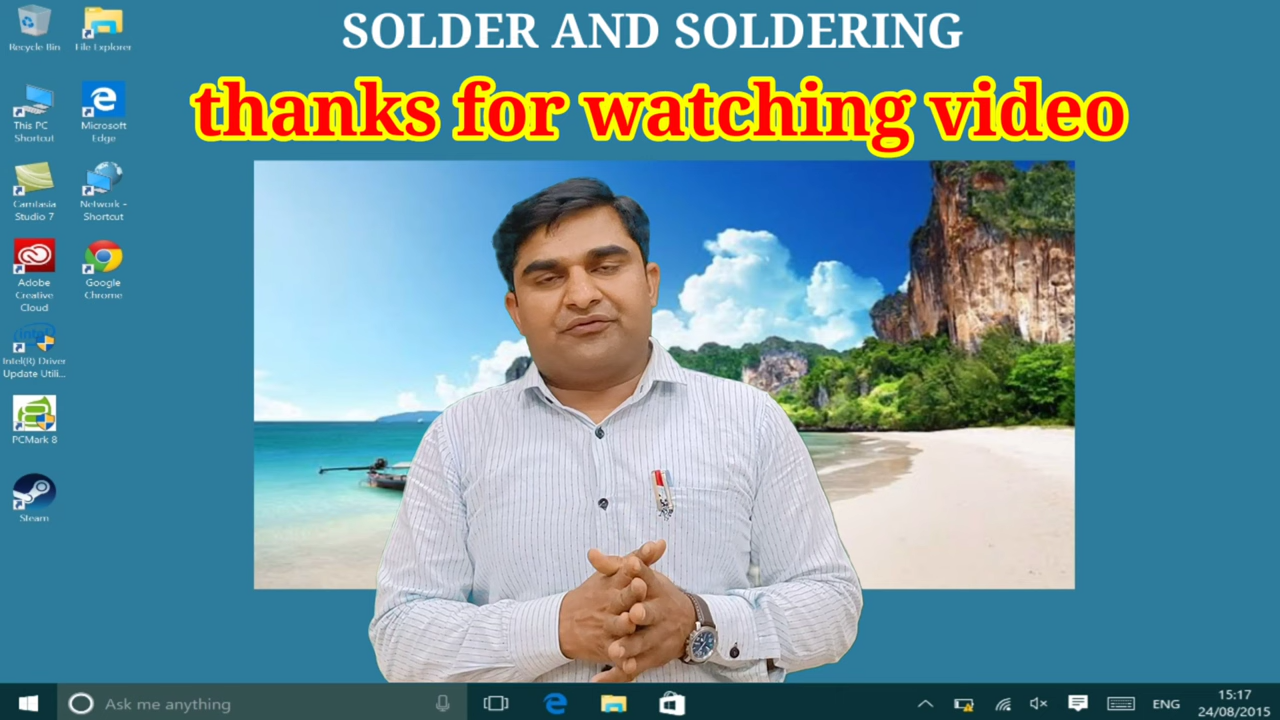 SOLDER AND SOLDERING
thanks for watching video
Recycle Bin
File Explorer
This PC
Shortcut
Microsoft
Edge
Camtasia
Studio 7
Network -
Shortcut
Adobe
Creative
Cloud
Google
Chrome
intel
Intel(R) Driver
Update Utili...
PCMark 8
Steam
Ask me anything
ENG
15:17
24/08/2015